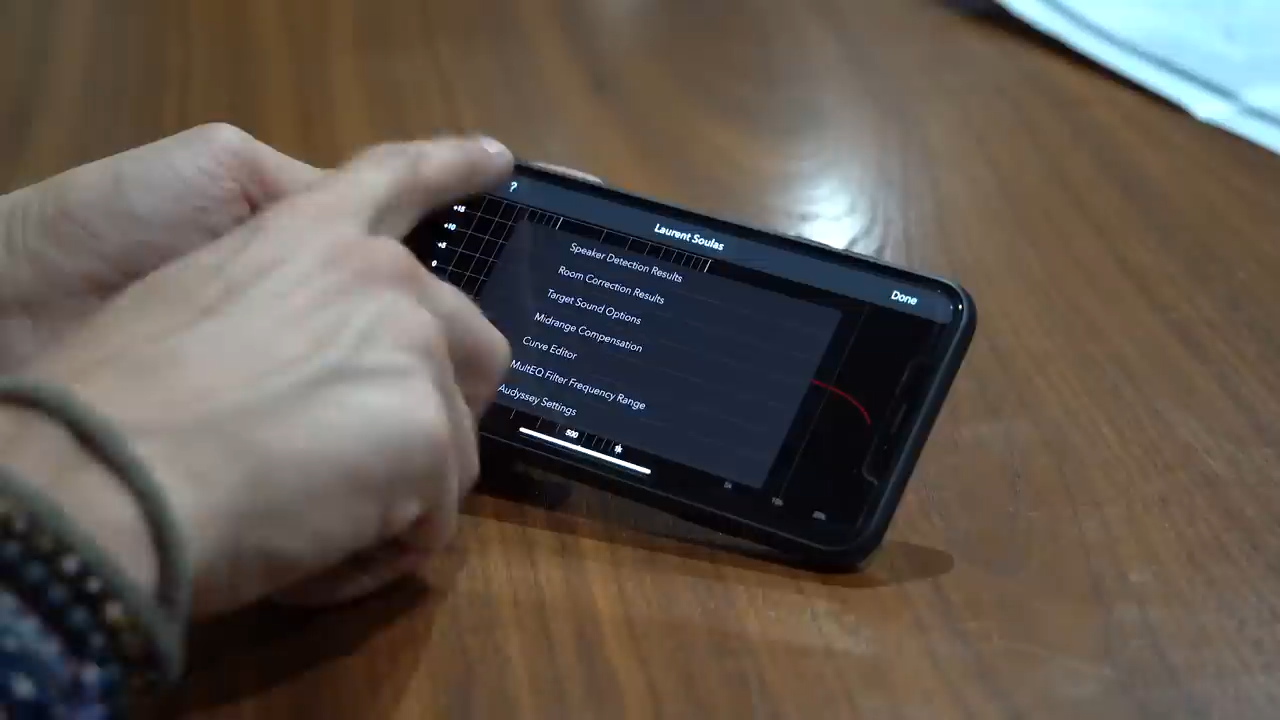 ?
Laurent Soulas
Done
+15
+10
+5
0
Speaker Detection Results
Room Correction Results
Target Sound Options
Midrange Compensation
Curve Editor
MultEQ Filter Frequency Range
Audyssey Settings
500